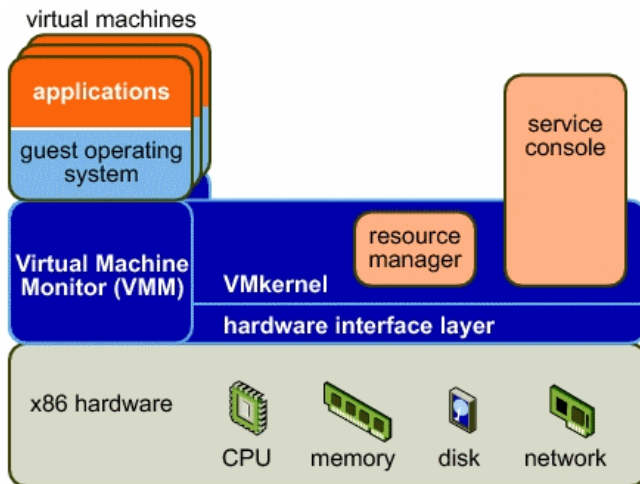 virtual machines
applications
guest operating
system
service
console
resource
manager
Virtual Machine
Monitor (VMM)
VMkernel
hardware interface layer
x86 hardware
CPU
memory
disk
network